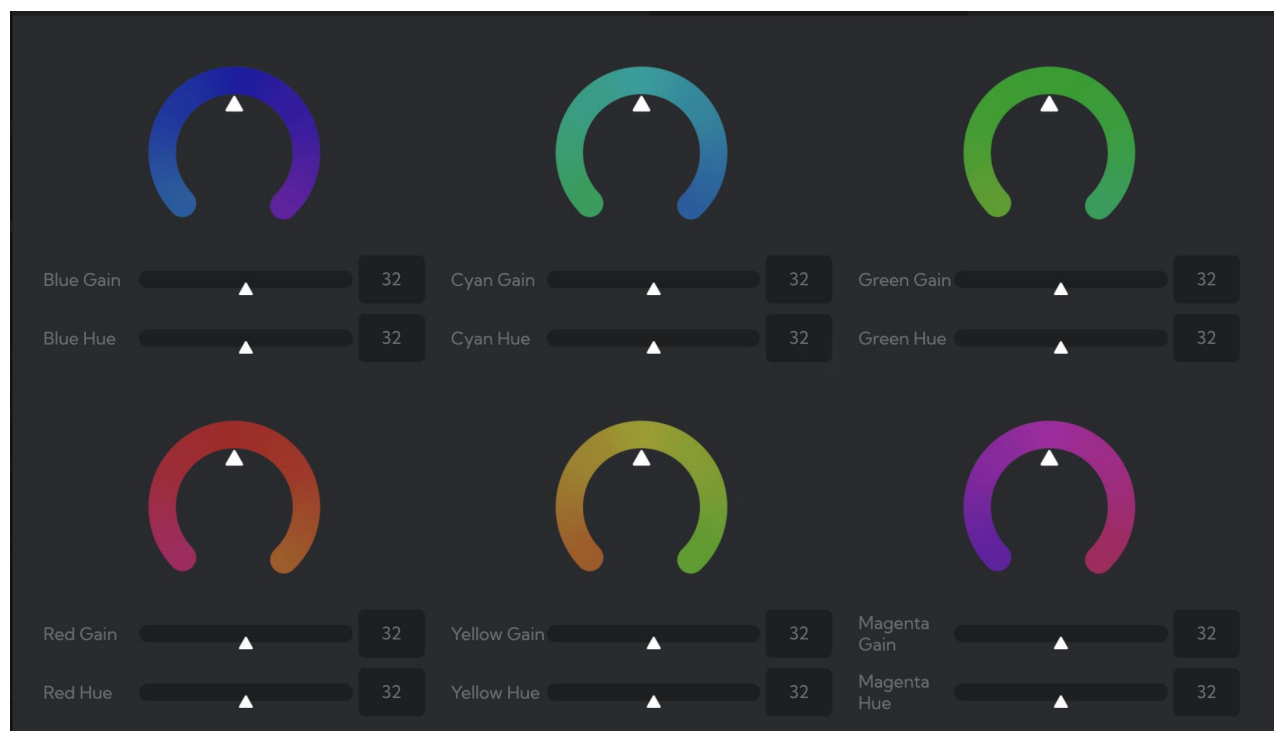 Blue Gain 32 Cyan Gain 32 Green Gain 32
Blue Hue 32 Cyan Hue 32 Green Hue 32
Red Gain 32 Yellow Gain 32 Magenta Gain 32
Red Hue 32 Yellow Hue 32 Magenta Hue 32